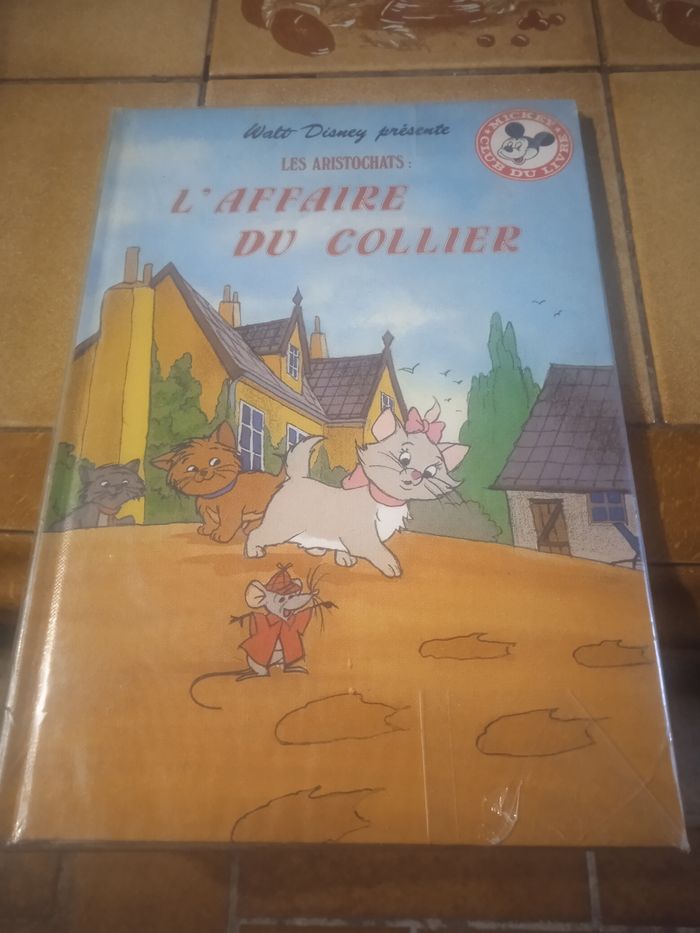 Walt Disney présente
LES ARISTOCHATS :
L'AFFAIRE
DU COLLIER
MICKEY
CLUB DU LIVRE